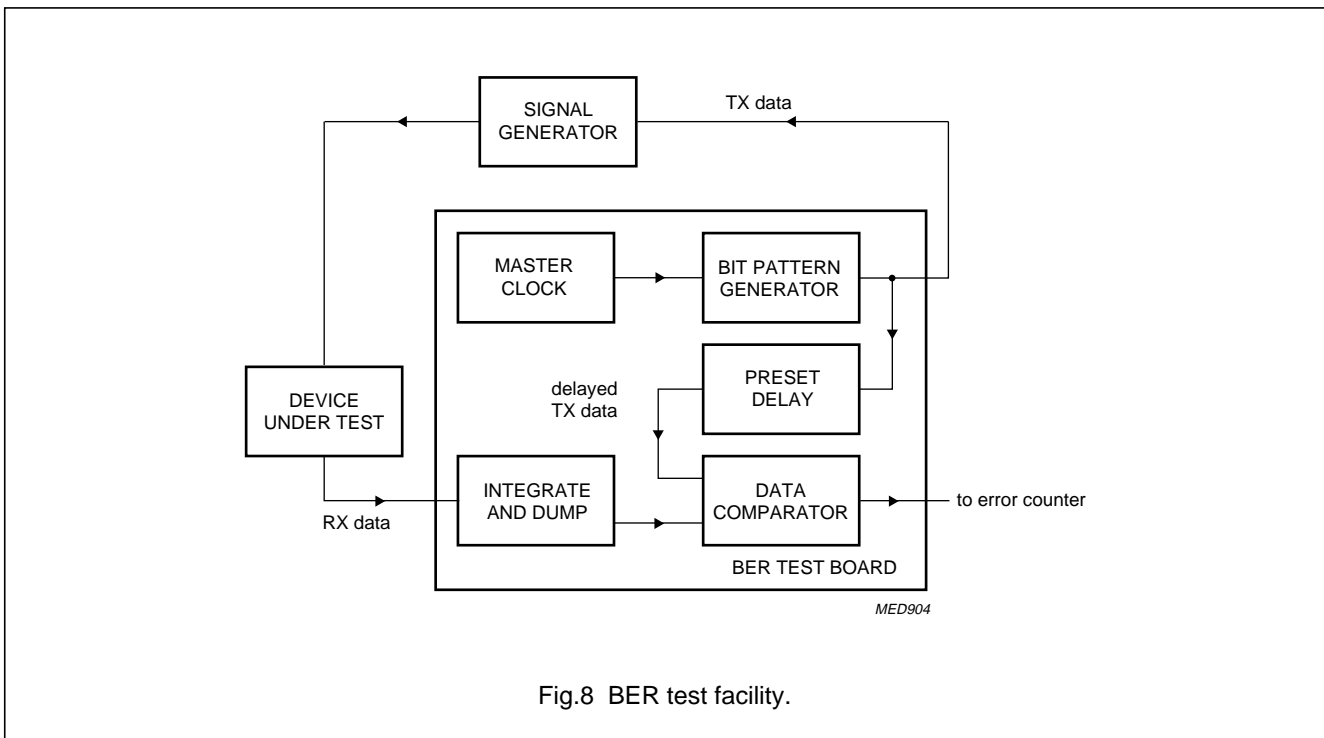 SIGNAL
GENERATOR
TX data
MASTER
CLOCK
BIT PATTERN
GENERATOR
DEVICE
UNDER TEST
delayed
TX data
PRESET
DELAY
RX data
INTEGRATE
AND DUMP
DATA
COMPARATOR
to error counter
BER TEST BOARD
MED904
Fig.8 BER test facility.